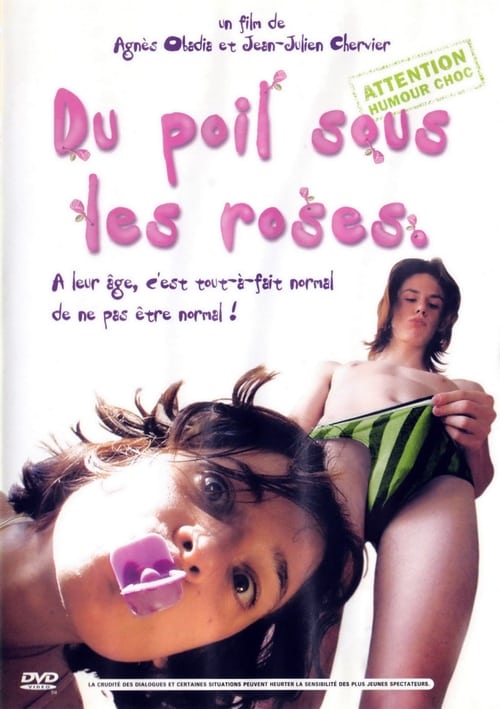 un film de
Agnès Obadia et Jean-Julien Chervier
ATTENTION
HUMOUR CHOC
Du poil sous
les roses.
A leur âge, c'est tout-à-fait normal
de ne pas être normal !
DVD
VIDEO
LA CRUDITÉ DES DIALOGUES ET CERTAINES SITUATIONS PEUVENT HEURTER LA SENSIBILITÉ DES PLUS JEUNES SPECTATEURS.